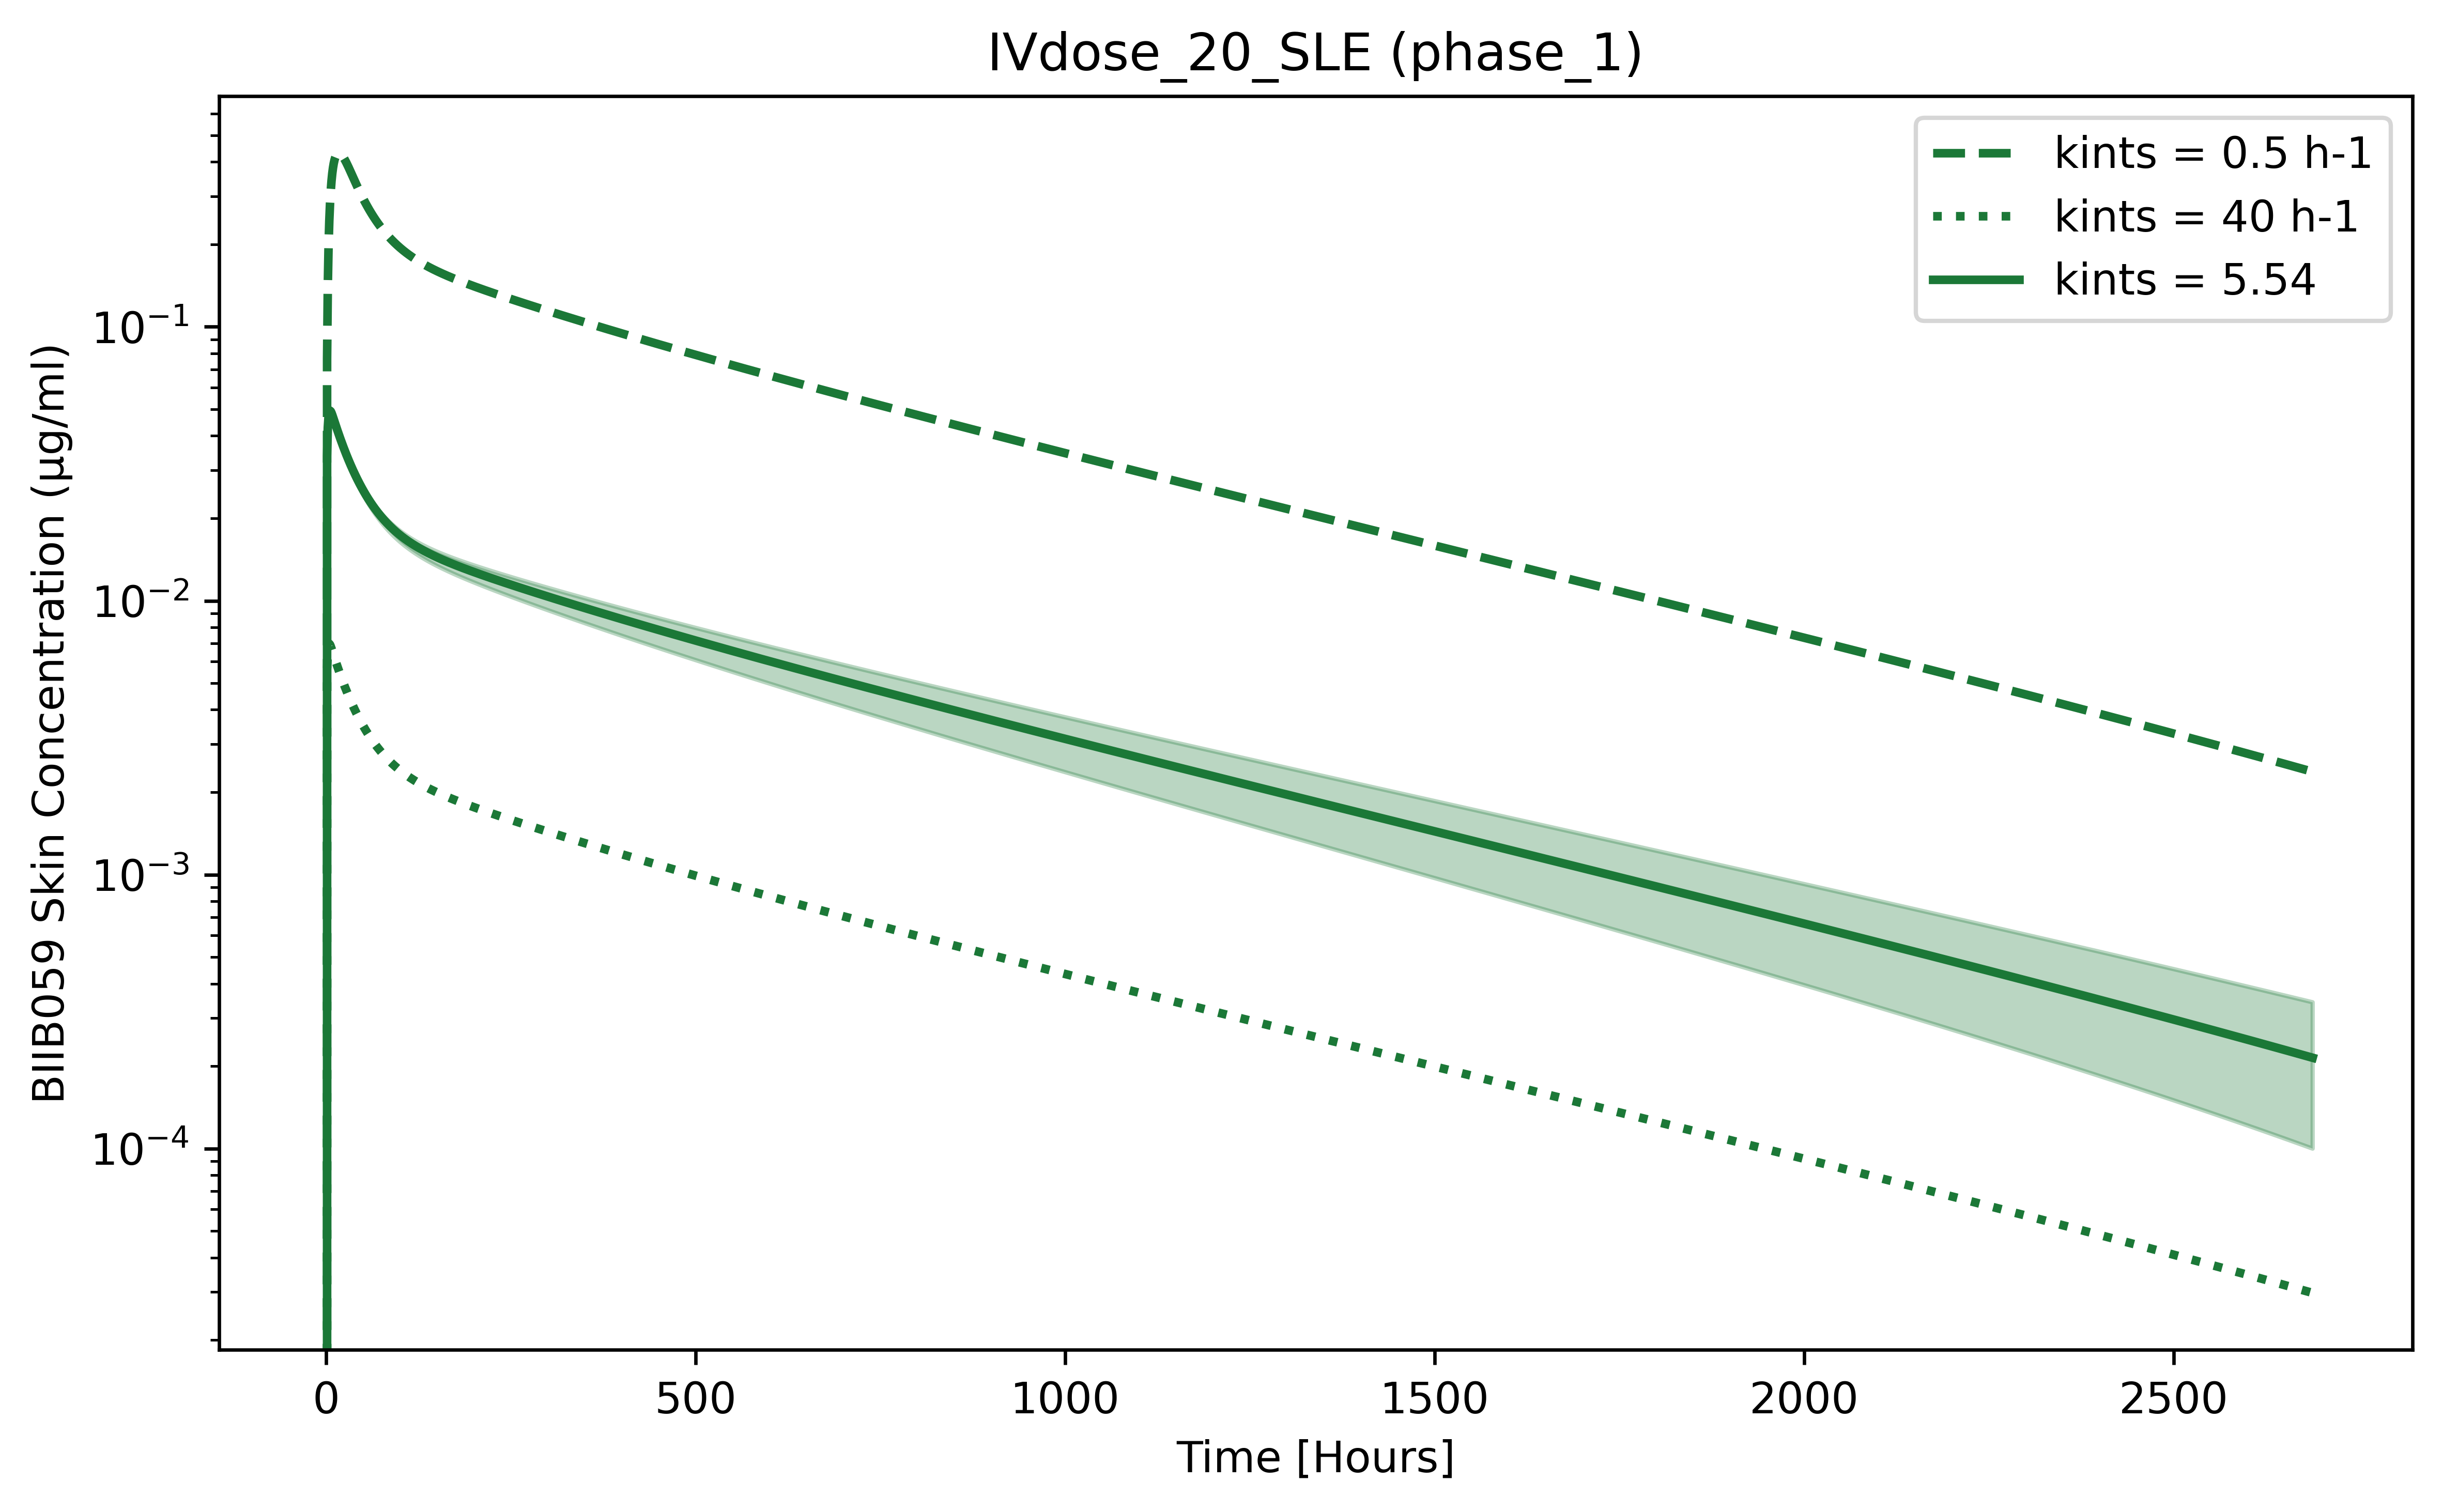 IVdose_20_SLE (phase_1)
kints = 0.5 h-1
kints = 40 h-1
kints = 5.54
BIIB059 Skin Concentration (µg/ml)
10⁻¹
10⁻²
10⁻³
10⁻⁴
0 500 1000 1500 2000 2500
Time [Hours]